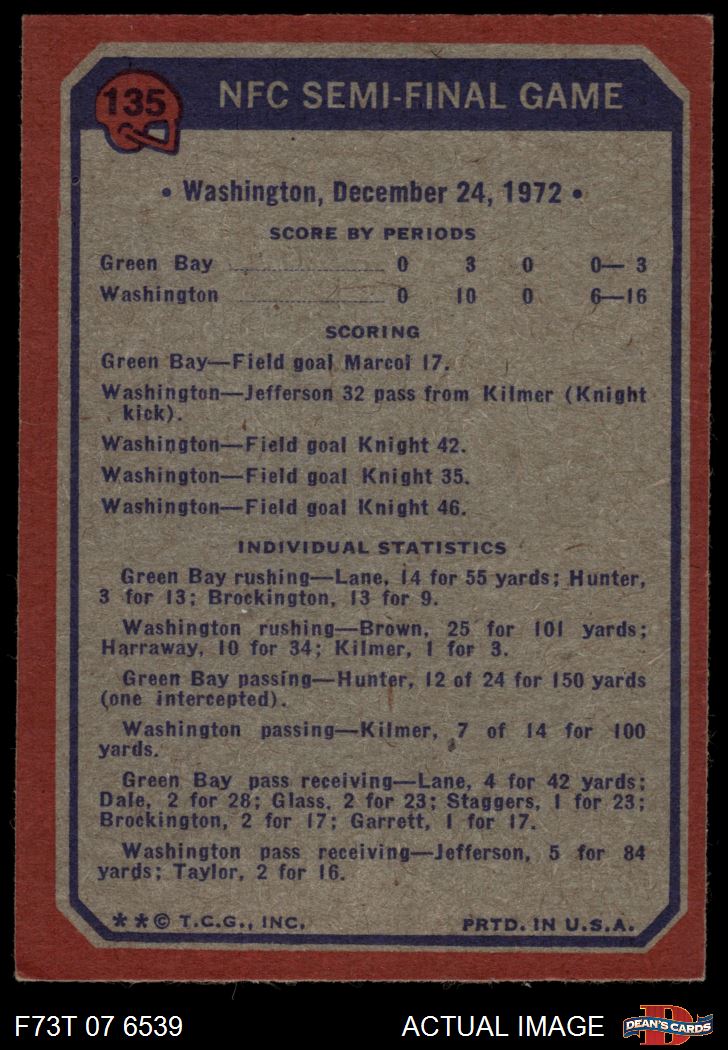 135
NFC SEMI-FINAL GAME
• Washington, December 24, 1972 •
SCORE BY PERIODS
Green Bay ........................ 0 3 0 0— 3
Washington ........................ 0 10 0 6—16
SCORING
Green Bay—Field goal Marcol 17.
Washington—Jefferson 32 pass from Kilmer (Knight
kick).
Washington—Field goal Knight 42.
Washington—Field goal Knight 35.
Washington—Field goal Knight 46.
INDIVIDUAL STATISTICS
Green Bay rushing—Lane, 14 for 55 yards; Hunter,
3 for 13; Brockington, 13 for 9.
Washington rushing—Brown, 25 for 101 yards;
Harraway, 10 for 34; Kilmer, 1 for 3.
Green Bay passing—Hunter, 12 of 24 for 150 yards
(one intercepted).
Washington passing—Kilmer, 7 of 14 for 100
yards.
Green Bay pass receiving—Lane, 4 for 42 yards;
Dale, 2 for 28; Glass, 2 for 23; Staggers, 1 for 23;
Brockington, 2 for 17; Garrett, 1 for 17.
Washington pass receiving—Jefferson, 5 for 84
yards; Taylor, 2 for 16.
**© T.C.G., INC. PRTD. IN U.S.A.
F73T 07 6539 ACTUAL IMAGE
D
DEAN'S CARDS